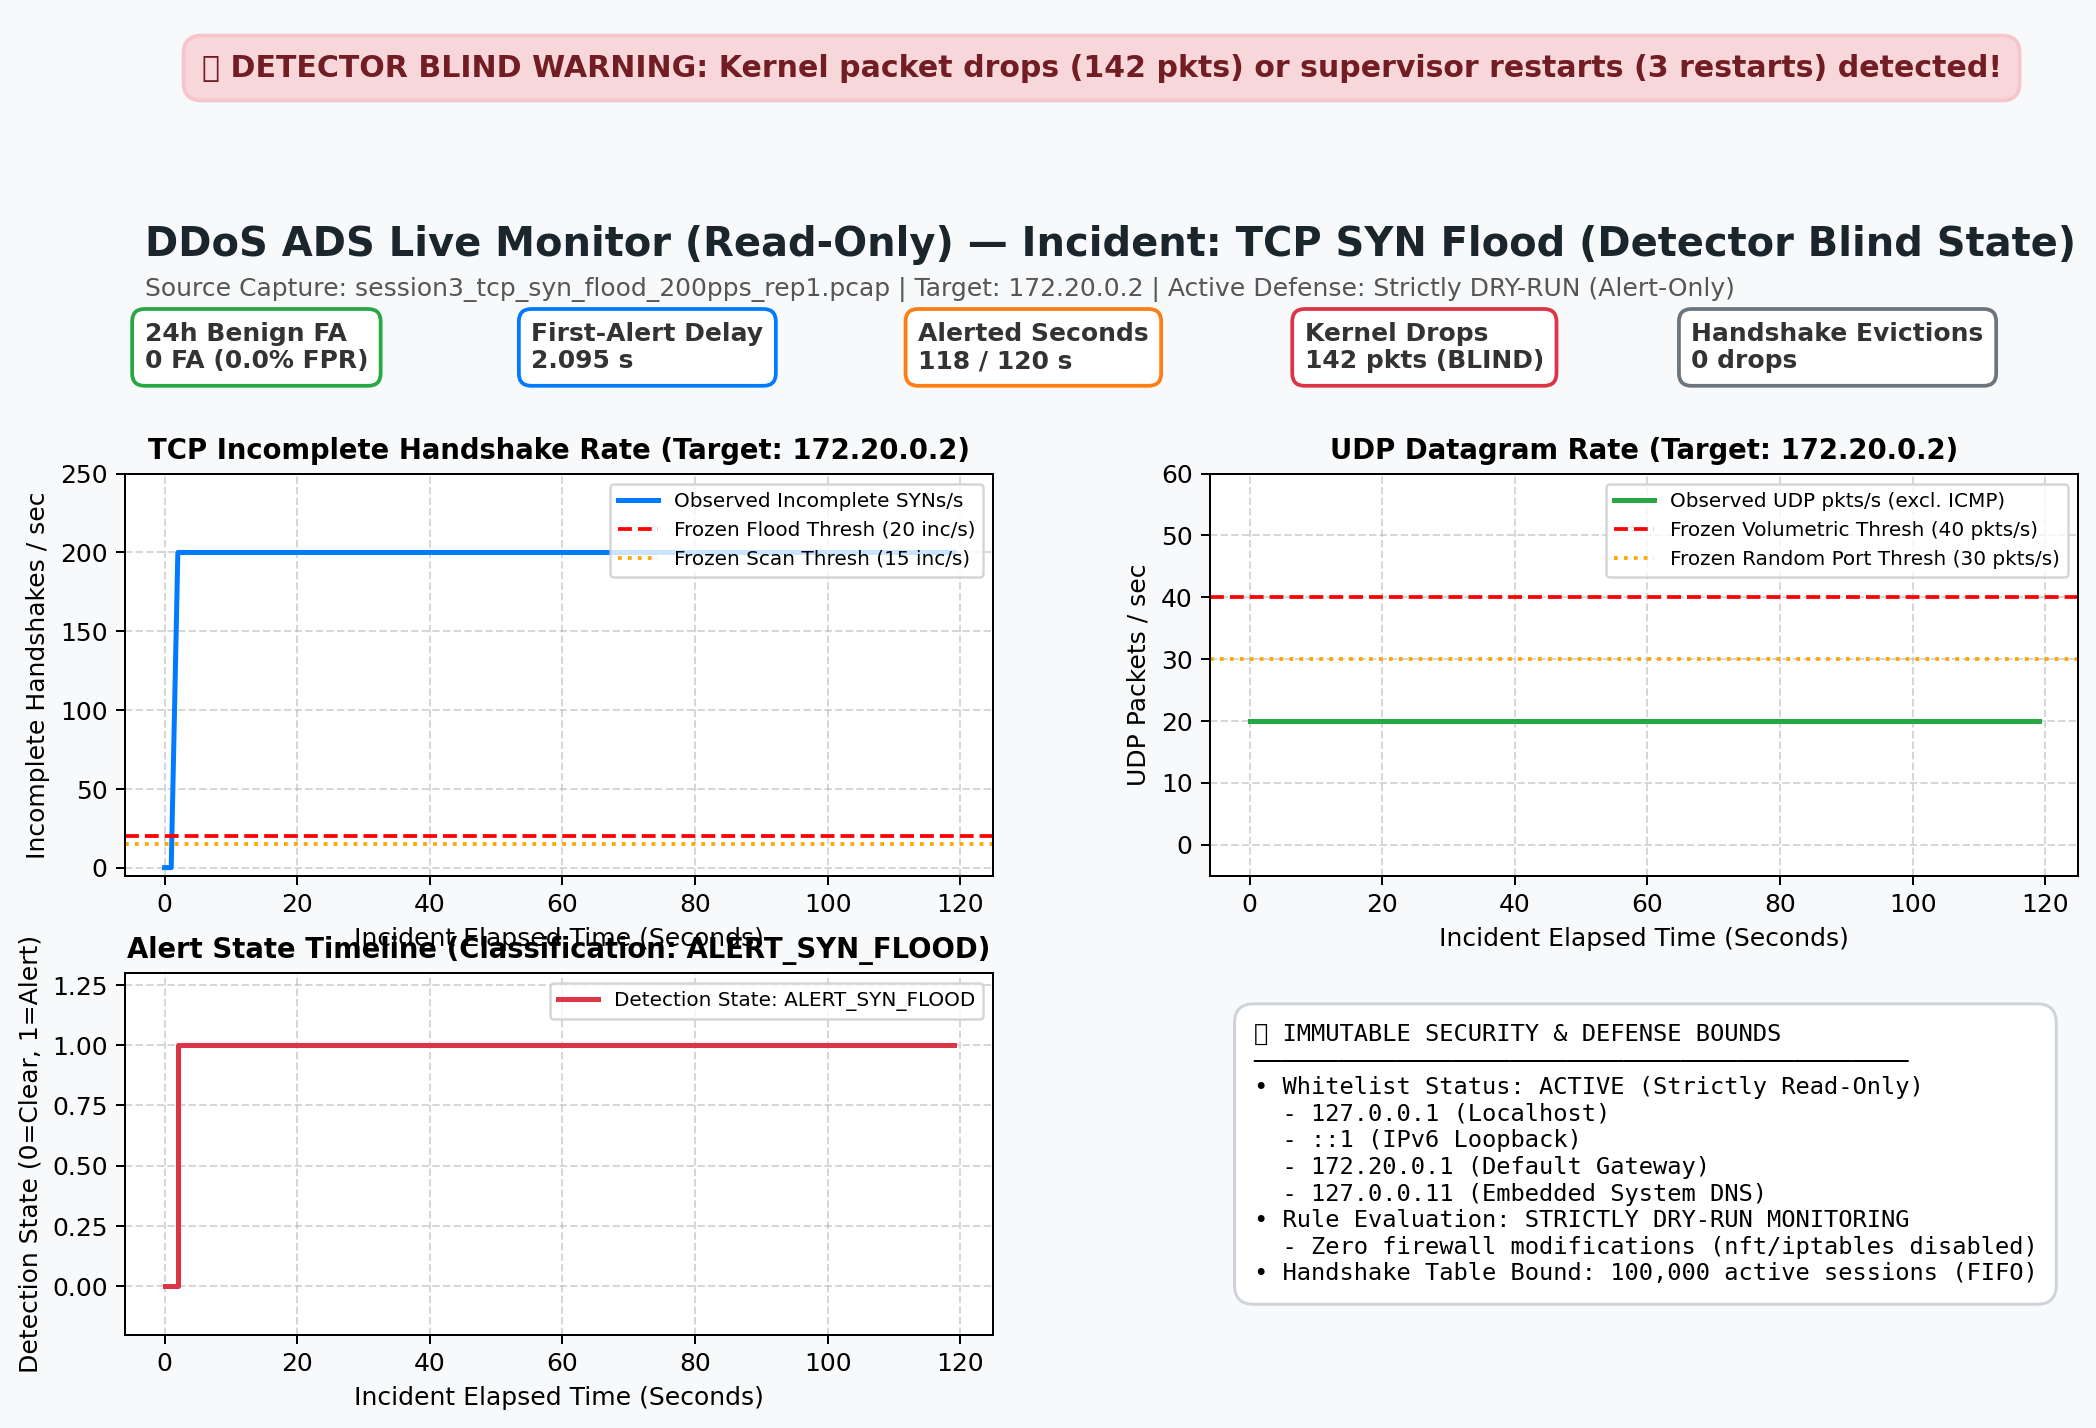 ▯ DETECTOR BLIND WARNING: Kernel packet drops (142 pkts) or supervisor restarts (3 restarts) detected!
DDoS ADS Live Monitor (Read-Only) — Incident: TCP SYN Flood (Detector Blind State)
Source Capture: session3_tcp_syn_flood_200pps_rep1.pcap | Target: 172.20.0.2 | Active Defense: Strictly DRY-RUN (Alert-Only)
24h Benign FA
0 FA (0.0% FPR)
First-Alert Delay
2.095 s
Alerted Seconds
118 / 120 s
Kernel Drops
142 pkts (BLIND)
Handshake Evictions
0 drops
TCP Incomplete Handshake Rate (Target: 172.20.0.2)
Incomplete Handshakes / sec
250
200
150
100
50
0
Observed Incomplete SYNs/s
Frozen Flood Thresh (20 inc/s)
Frozen Scan Thresh (15 inc/s)
0 20 40 60 80 100 120
Incident Elapsed Time (Seconds)
UDP Datagram Rate (Target: 172.20.0.2)
UDP Packets / sec
60
50
40
30
20
10
0
Observed UDP pkts/s (excl. ICMP)
Frozen Volumetric Thresh (40 pkts/s)
Frozen Random Port Thresh (30 pkts/s)
0 20 40 60 80 100 120
Incident Elapsed Time (Seconds)
Alert State Timeline (Classification: ALERT_SYN_FLOOD)
Detection State (0=Clear, 1=Alert)
1.25
1.00
0.75
0.50
0.25
0.00
Detection State: ALERT_SYN_FLOOD
0 20 40 60 80 100 120
Incident Elapsed Time (Seconds)
▯ IMMUTABLE SECURITY & DEFENSE BOUNDS
• Whitelist Status: ACTIVE (Strictly Read-Only)
- 127.0.0.1 (Localhost)
- ::1 (IPv6 Loopback)
- 172.20.0.1 (Default Gateway)
- 127.0.0.11 (Embedded System DNS)
• Rule Evaluation: STRICTLY DRY-RUN MONITORING
- Zero firewall modifications (nft/iptables disabled)
• Handshake Table Bound: 100,000 active sessions (FIFO)